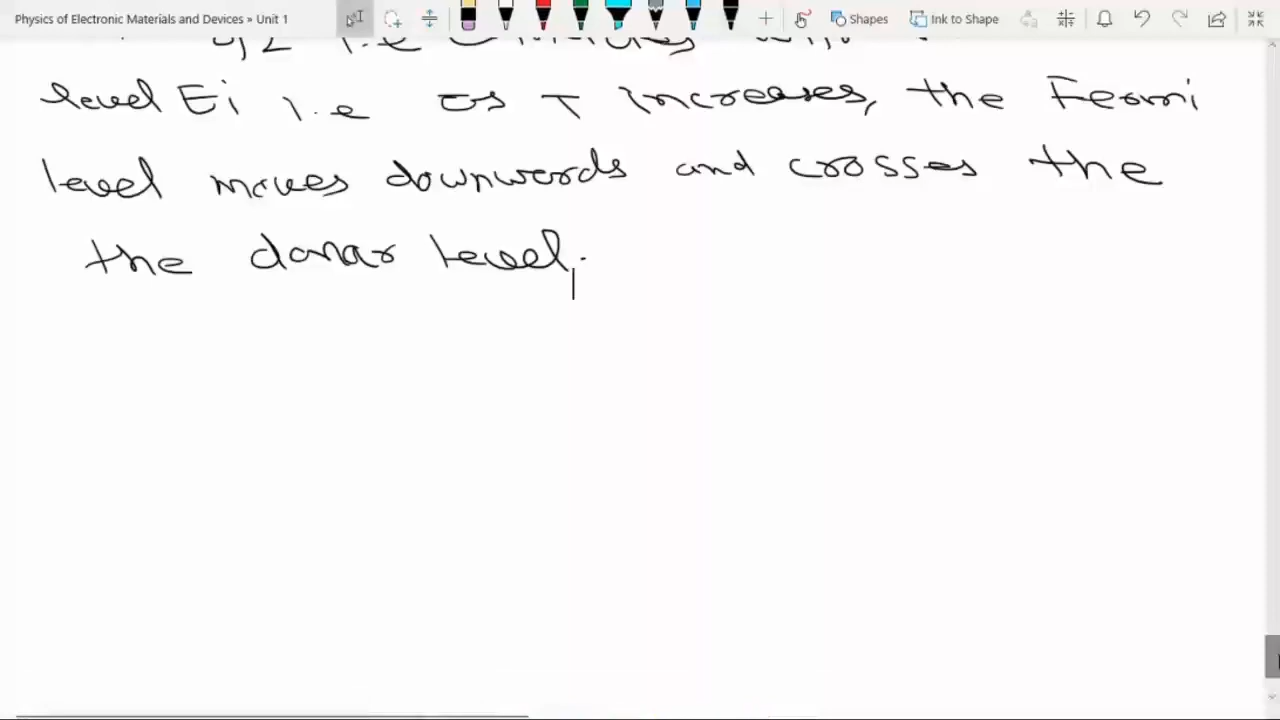 Physics of Electronic Materials and Devices » Unit 1
Shapes
Ink to Shape
level Ei i.e as T increases, the Fermi
level moves downwards and crosses the
the donar level,.